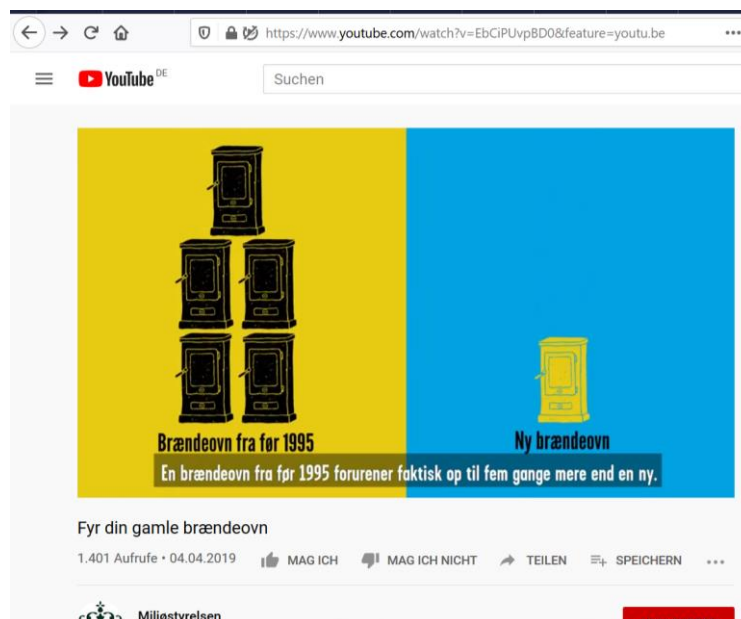 https://www.youtube.com/watch?v=EbCiPUvpBD0&feature=youtu.be
YouTube DE
Suchen
Brændeovn fra før 1995
Ny brændeovn
En brændeovn fra før 1995 forurener faktisk op til fem gange mere end en ny.
Fyr din gamle brændeovn
1.401 Aufrufe • 04.04.2019 MAG ICH MAG ICH NICHT TEILEN SPEICHERN
Miljøstyrelsen